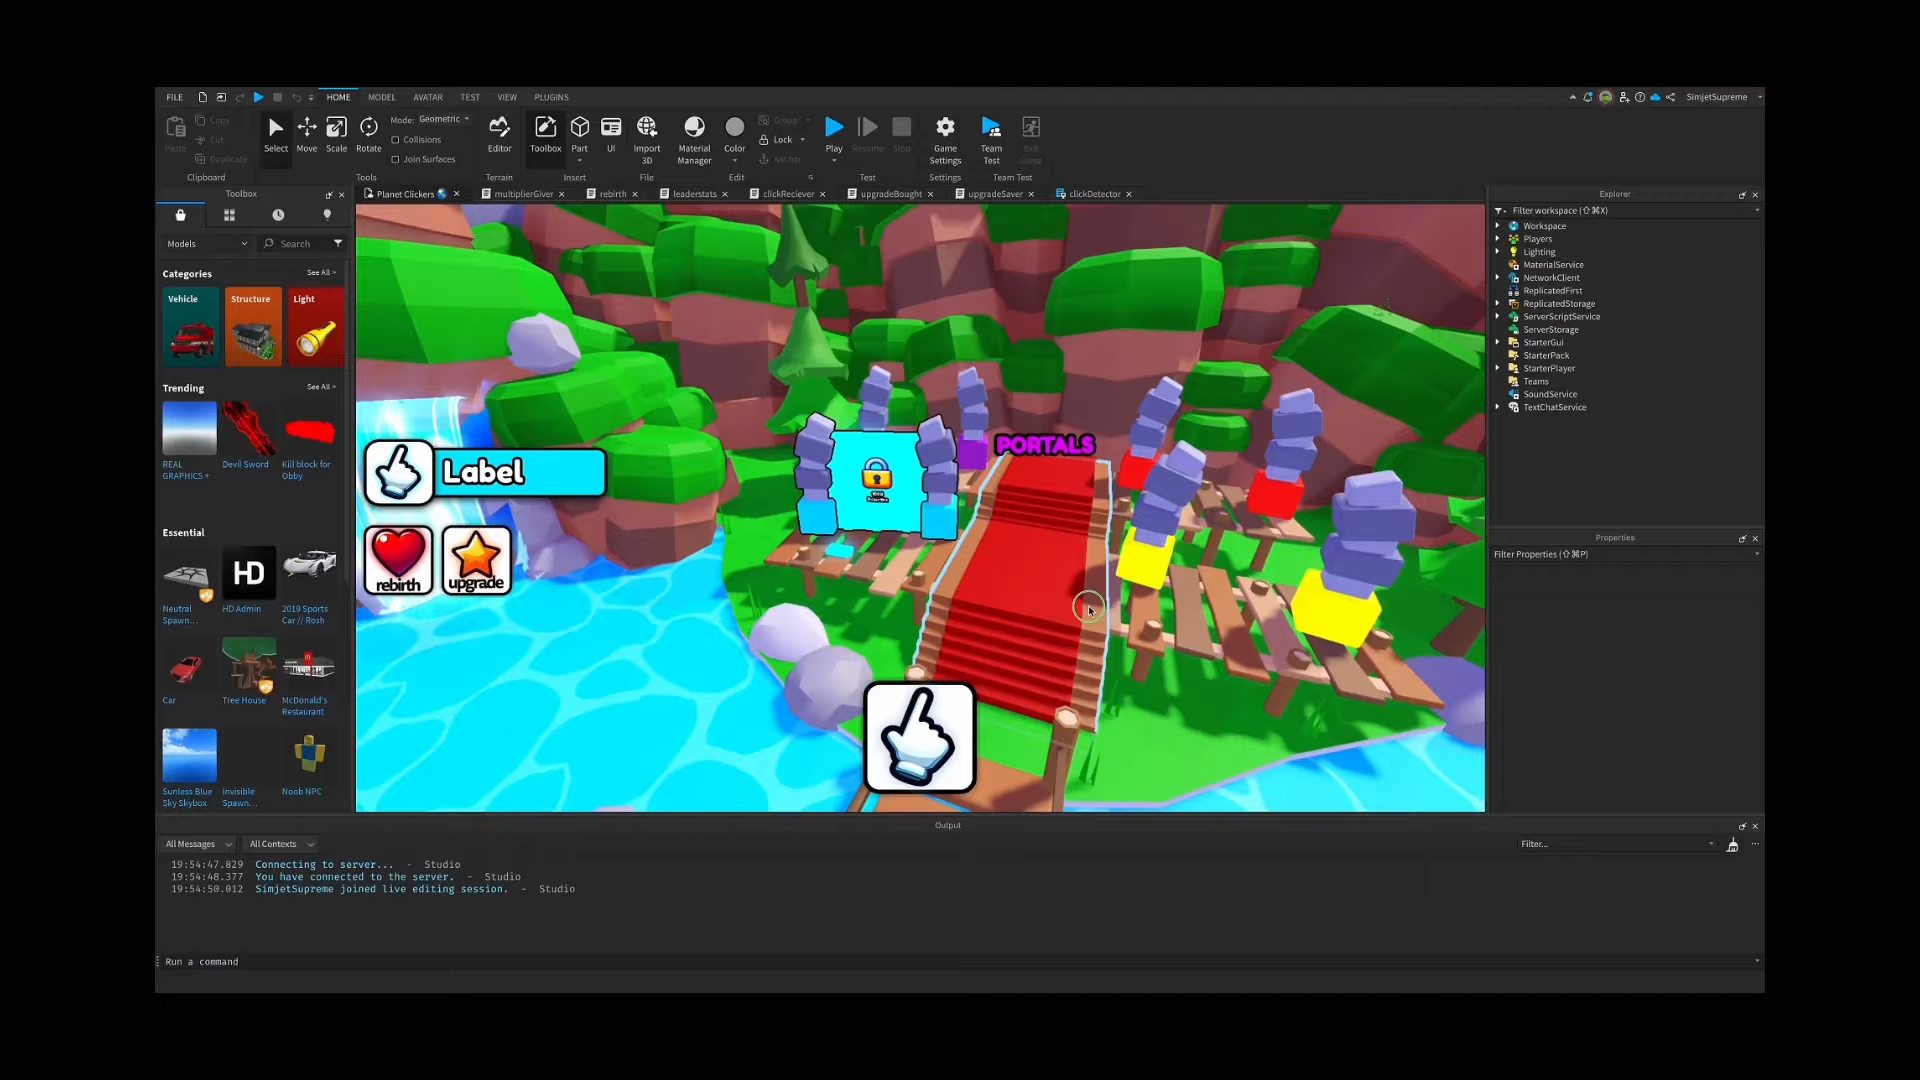 FILE HOME MODEL AVATAR TEST VIEW PLUGINS SimjetSupreme
Paste Copy Cut Duplicate Clipboard
Select Move Scale Rotate Mode: Geometric Collisions Join Surfaces Tools
Editor Terrain
Toolbox Part UI Insert
Import 3D Material Manager File
Color Group Lock Anchor Edit
Play Resume Stop Test
Game Settings Settings
Team Test Exit Game Team Test
Toolbox
Planet Clickers multiplierGiver rebirth leaderstats clickReciever upgradeBought upgradeSaver clickDetector
Models Search
Categories See All >
Vehicle Structure Light
Trending See All >
REAL GRAPHICS + Devil Sword Kill block for Obby
Essential See All >
HD
Neutral Spawn... HD Admin 2019 Sports Car // Rosh
Car Tree House McDonald's Restaurant
Sunless Blue Sky Skybox Invisible Spawn... Noob NPC
Label
rebirth upgrade
PORTALS
Explorer
Filter workspace (⇧⌘X)
Workspace
Players
Lighting
MaterialService
NetworkClient
ReplicatedFirst
ReplicatedStorage
ServerScriptService
ServerStorage
StarterGui
StarterPack
StarterPlayer
Teams
SoundService
TextChatService
Properties
Filter Properties (⇧⌘P)
Output
All Messages All Contexts Filter...
19:54:47.829 Connecting to server... - Studio
19:54:48.377 You have connected to the server. - Studio
19:54:50.012 SimjetSupreme joined live editing session. - Studio
Run a command